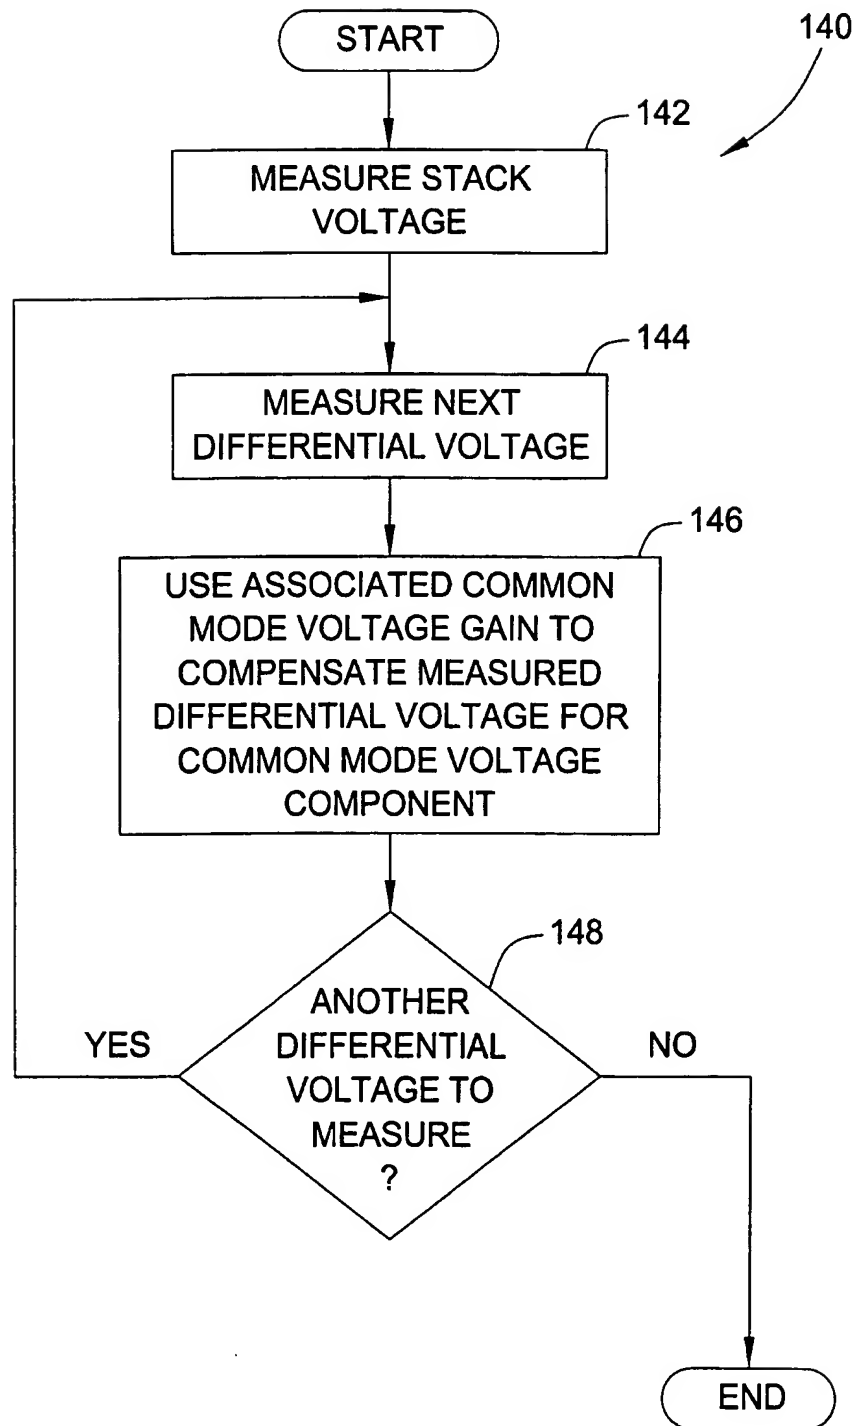 START
140
142
MEASURE STACK
VOLTAGE
144
MEASURE NEXT
DIFFERENTIAL VOLTAGE
146
USE ASSOCIATED COMMON
MODE VOLTAGE GAIN TO
COMPENSATE MEASURED
DIFFERENTIAL VOLTAGE FOR
COMMON MODE VOLTAGE
COMPONENT
148
ANOTHER
DIFFERENTIAL
VOLTAGE TO
MEASURE
?
YES
NO
END